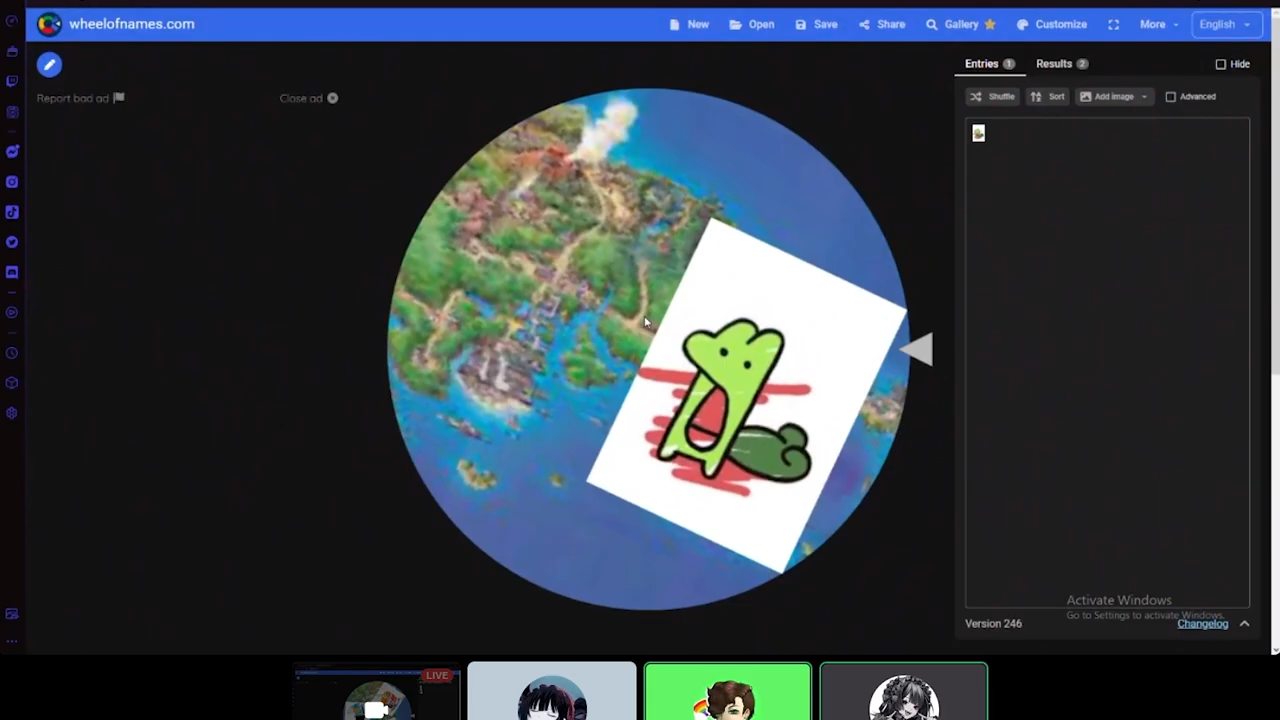 wheelofnames.com
New
Open
Save
Share
Gallery
Customize
More
English
Report bad ad
Close ad
Entries 1
Results 2
Hide
Shuffle
Sort
Add image
Advanced
Activate Windows
Go to Settings to activate Windows.
Version 246
Changelog
LIVE